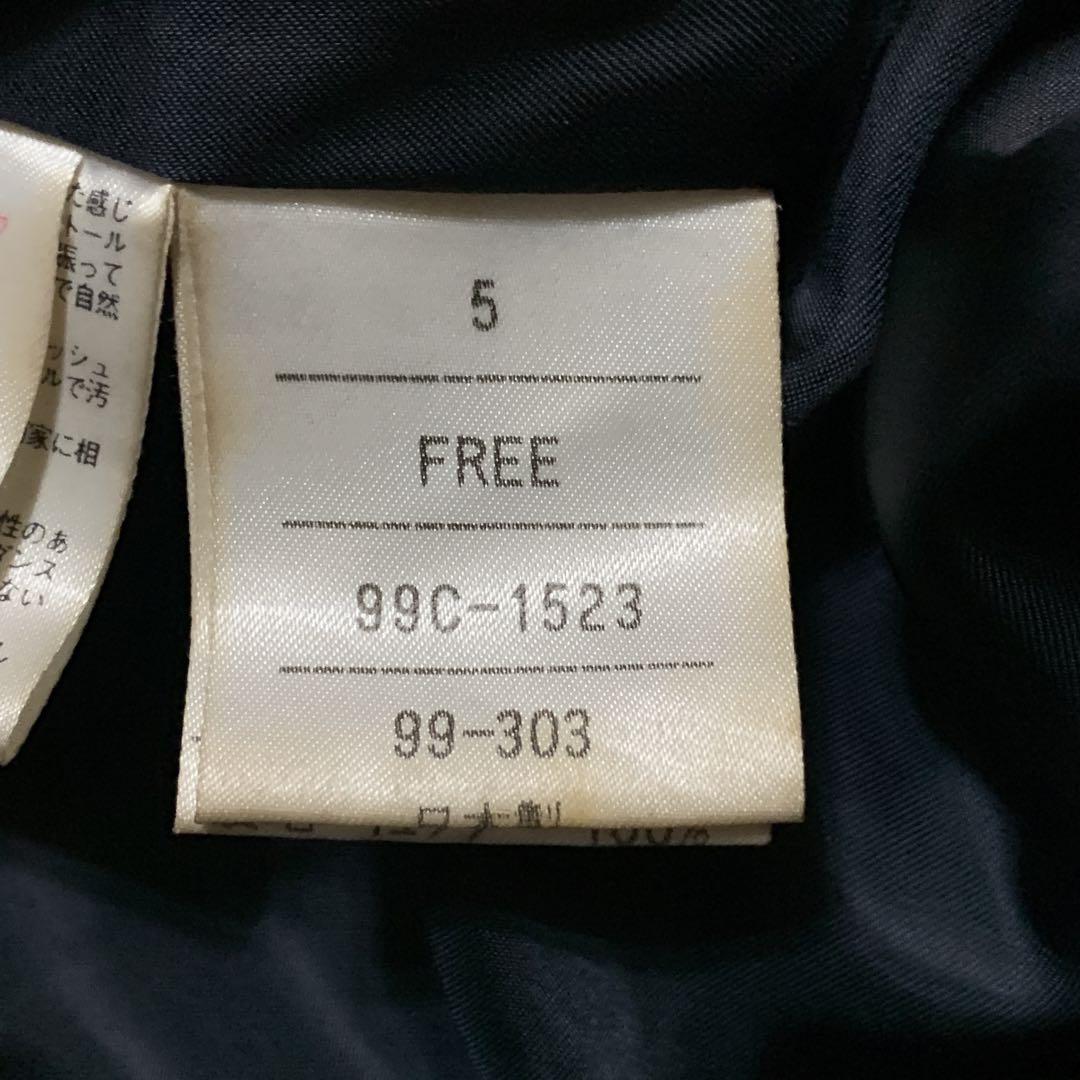 た感じ
トール
振って
で自然
ッシュ
ルで汚
家に相
性のあ
ダンス
ない
5
FREE
99C-1523
99-303
100%